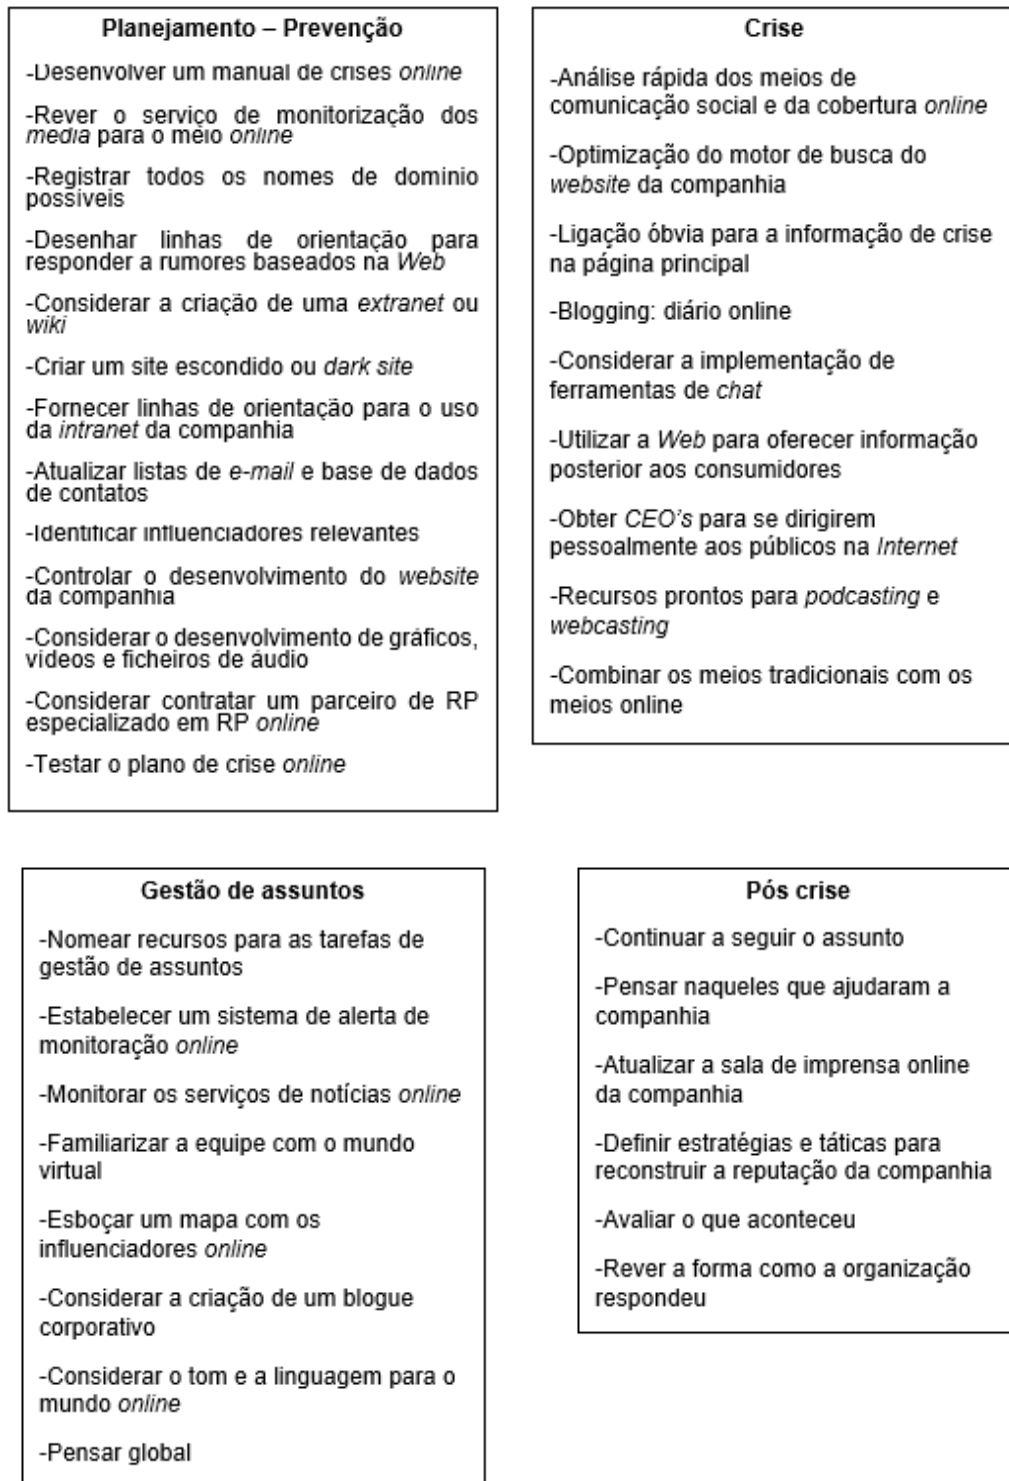 Planejamento – Prevenção
-Desenvolver um manual de crises online
-Rever o serviço de monitorização dos
media para o meio online
-Registrar todos os nomes de domínio
possíveis
-Desenhar linhas de orientação para
responder a rumores baseados na Web
-Considerar a criação de uma extranet ou
wiki
-Criar um site escondido ou dark site
-Fornecer linhas de orientação para o uso
da intranet da companhia
-Atualizar listas de e-mail e base de dados
de contatos
-Identificar influenciadores relevantes
-Controlar o desenvolvimento do website
da companhia
-Considerar o desenvolvimento de gráficos,
vídeos e ficheiros de áudio
-Considerar contratar um parceiro de RP
especializado em RP online
-Testar o plano de crise online
Crise
-Análise rápida dos meios de
comunicação social e da cobertura online
-Optimização do motor de busca do
website da companhia
-Ligação óbvia para a informação de crise
na página principal
-Blogging: diário online
-Considerar a implementação de
ferramentas de chat
-Utilizar a Web para oferecer informação
posterior aos consumidores
-Obter CEO's para se dirigirem
pessoalmente aos públicos na Internet
-Recursos prontos para podcasting e
webcasting
-Combinar os meios tradicionais com os
meios online
Gestão de assuntos
-Nomear recursos para as tarefas de
gestão de assuntos
-Estabelecer um sistema de alerta de
monitoração online
-Monitorar os serviços de notícias online
-Familiarizar a equipe com o mundo
virtual
-Esboçar um mapa com os
influenciadores online
-Considerar a criação de um blogue
corporativo
-Considerar o tom e a linguagem para o
mundo online
-Pensar global
Pós crise
-Continuar a seguir o assunto
-Pensar naqueles que ajudaram a
companhia
-Atualizar a sala de imprensa online
da companhia
-Definir estratégias e táticas para
reconstruir a reputação da companhia
-Avaliar o que aconteceu
-Rever a forma como a organização
respondeu